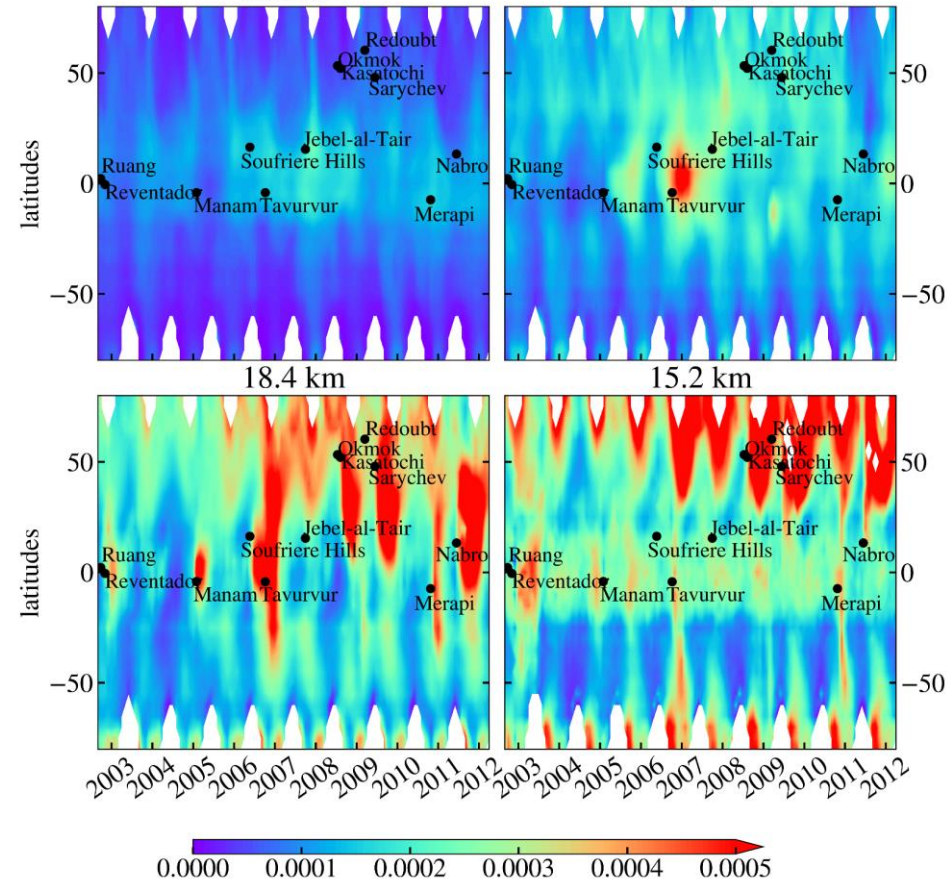 Redoubt
Okmok
Kasatochi
Sarychev
Jebel-al-Tair
Soufriere Hills
Ruang
Reventado
Manam
Tavurvur
Nabro
Merapi
50
0
−50
latitudes
Redoubt
Okmok
Kasatochi
Sarychev
Jebel-al-Tair
Soufriere Hills
Ruang
Reventado
Manam
Tavurvur
Nabro
Merapi
50
0
−50
18.4 km
15.2 km
Redoubt
Okmok
Kasatochi
Sarychev
Jebel-al-Tair
Soufriere Hills
Ruang
Reventado
Manam
Tavurvur
Nabro
Merapi
50
0
−50
latitudes
2003 2004 2005 2006 2007 2008 2009 2010 2011 2012
Redoubt
Okmok
Kasatochi
Sarychev
Jebel-al-Tair
Soufriere Hills
Ruang
Reventado
Manam
Tavurvur
Nabro
Merapi
50
0
−50
2003 2004 2005 2006 2007 2008 2009 2010 2011 2012
0.0000 0.0001 0.0002 0.0003 0.0004 0.0005